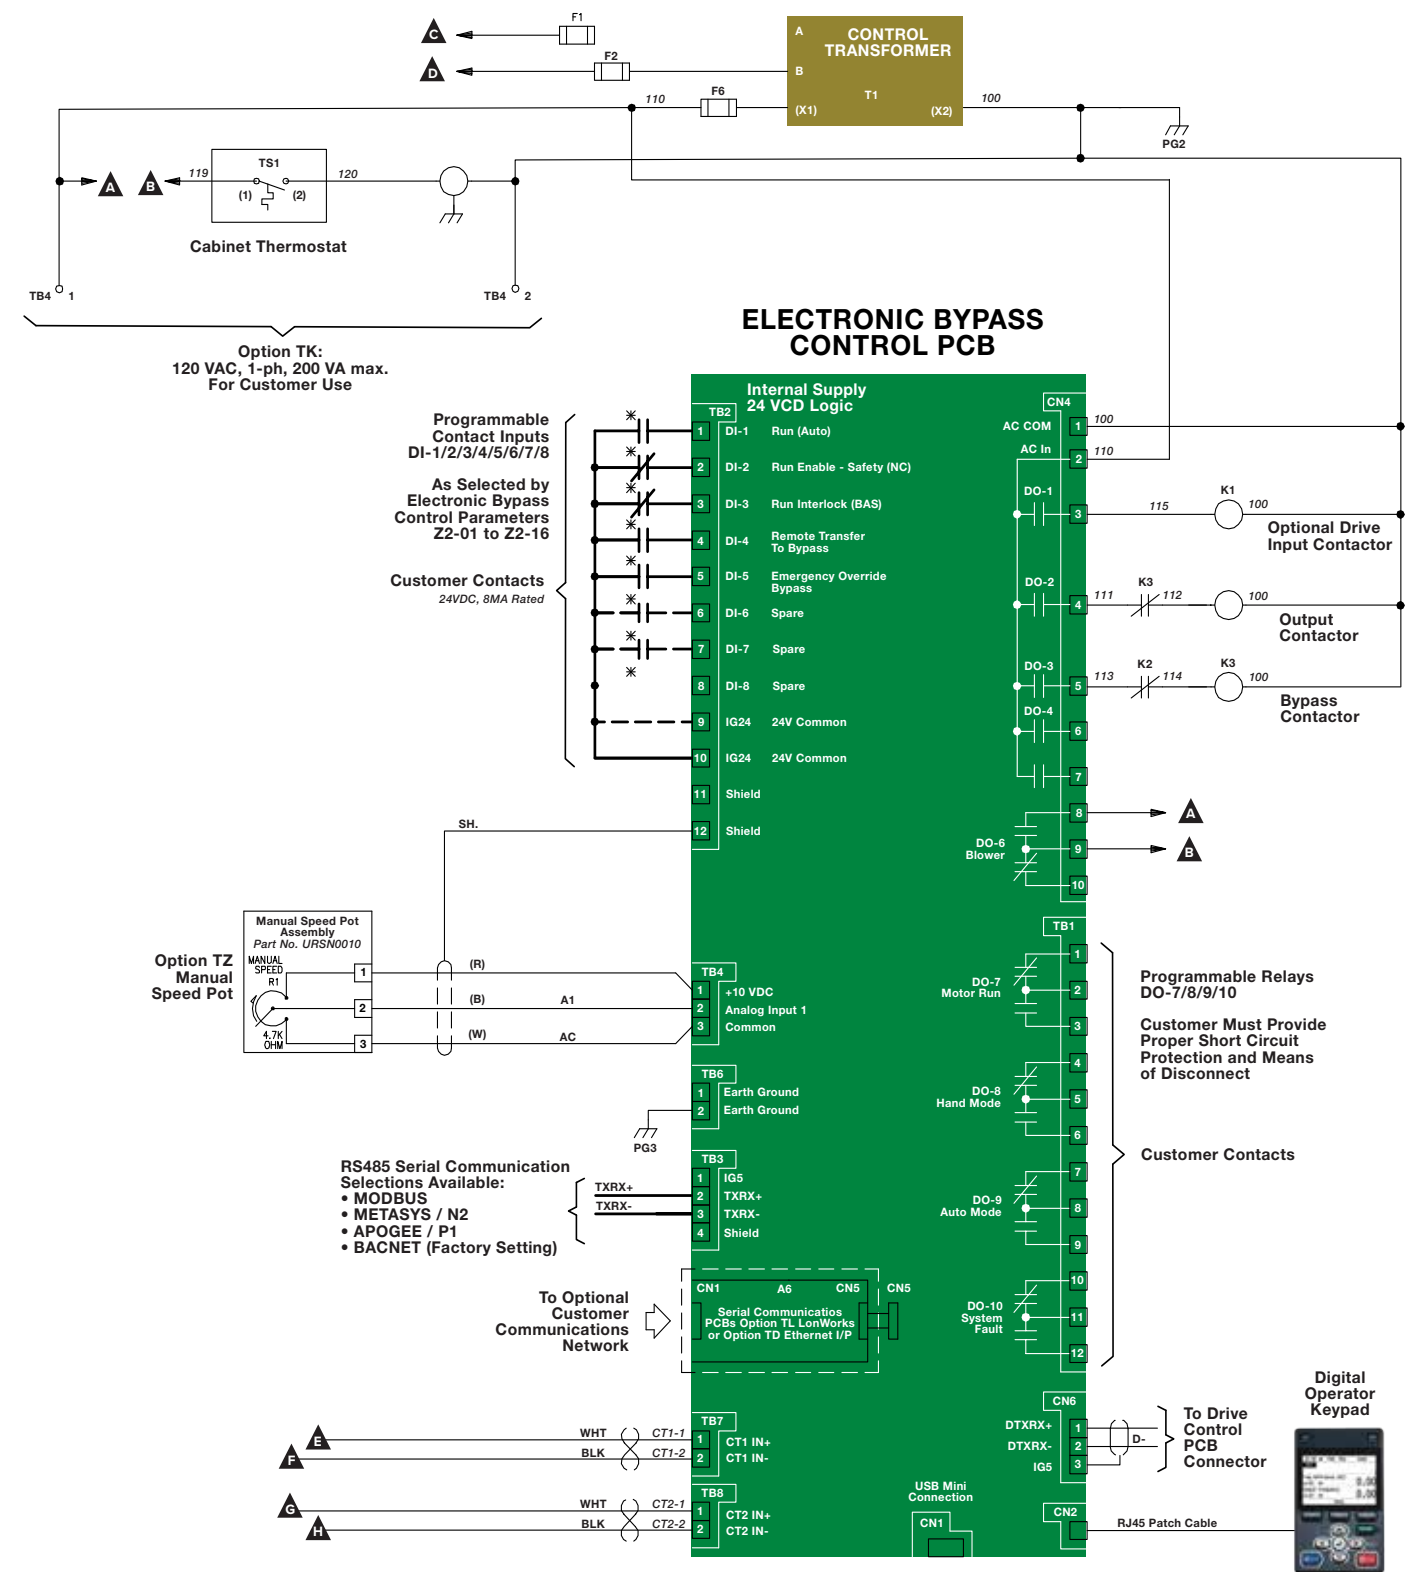 F1
C
F2
D
A
CONTROL
TRANSFORMER
B
T1
(X1)
(X2)
110
F6
100
PG2
A
B
119
TS1
(1)
(2)
120
Cabinet Thermostat
TB4
1
TB4
2
Option TK:
120 VAC, 1-ph, 200 VA max.
For Customer Use
ELECTRONIC BYPASS
CONTROL PCB
Internal Supply
24 VCD Logic
Programmable
Contact Inputs
DI-1/2/3/4/5/6/7/8
As Selected by
Electronic Bypass
Control Parameters
Z2-01 to Z2-16
Customer Contacts
24VDC, 8MA Rated
TB2
1 DI-1 Run (Auto)
2 DI-2 Run Enable - Safety (NC)
3 DI-3 Run Interlock (BAS)
4 DI-4 Remote Transfer
To Bypass
5 DI-5 Emergency Override
Bypass
6 DI-6 Spare
7 DI-7 Spare
8 DI-8 Spare
9 IG24 24V Common
10 IG24 24V Common
11 Shield
12 Shield
SH.
CN4
AC COM 1 100
AC In 2 110
DO-1
3 115 K1 100
Optional Drive
Input Contactor
DO-2
4 111 K3 112 100
Output
Contactor
DO-3
5 113 K2 114 K3 100
Bypass
Contactor
DO-4
6
7
8 A
DO-6
Blower
9 B
10
Option TZ
Manual
Speed Pot
Manual Speed Pot
Assembly
Part No. URSN0010
MANUAL
SPEED
R1
4.7K
OHM
1 (R)
2 (B) A1
3 (W) AC
TB4
1 +10 VDC
2 Analog Input 1
3 Common
TB6
1 Earth Ground
2 Earth Ground
PG3
RS485 Serial Communication
Selections Available:
• MODBUS
• METASYS / N2
• APOGEE / P1
• BACNET (Factory Setting)
TXRX+
TXRX-
TB3
1 IG5
2 TXRX+
3 TXRX-
4 Shield
TB1
1
DO-7
Motor Run
2
3
4
DO-8
Hand Mode
5
6
7
DO-9
Auto Mode
8
9
10
DO-10
System
Fault
11
12
Programmable Relays
DO-7/8/9/10
Customer Must Provide
Proper Short Circuit
Protection and Means
of Disconnect
Customer Contacts
To Optional
Customer
Communications
Network
CN1 A6 CN5 CN5
Serial Communicatios
PCBs Option TL LonWorks
or Option TD Ethernet I/P
E WHT CT1-1
F BLK CT1-2
TB7
1 CT1 IN+
2 CT1 IN-
G WHT CT2-1
H BLK CT2-2
TB8
1 CT2 IN+
2 CT2 IN-
USB Mini
Connection
CN1
CN6
DTXRX+ 1
DTXRX- 2 D-
IG5 3
To Drive
Control
PCB
Connector
CN2
RJ45 Patch Cable
Digital
Operator
Keypad
0.00
0.00